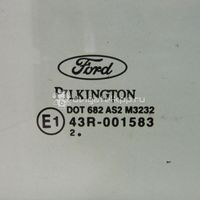 Ford
PILKINGTON
DOT 682 AS2 M3232
E1 43R-001583
2.